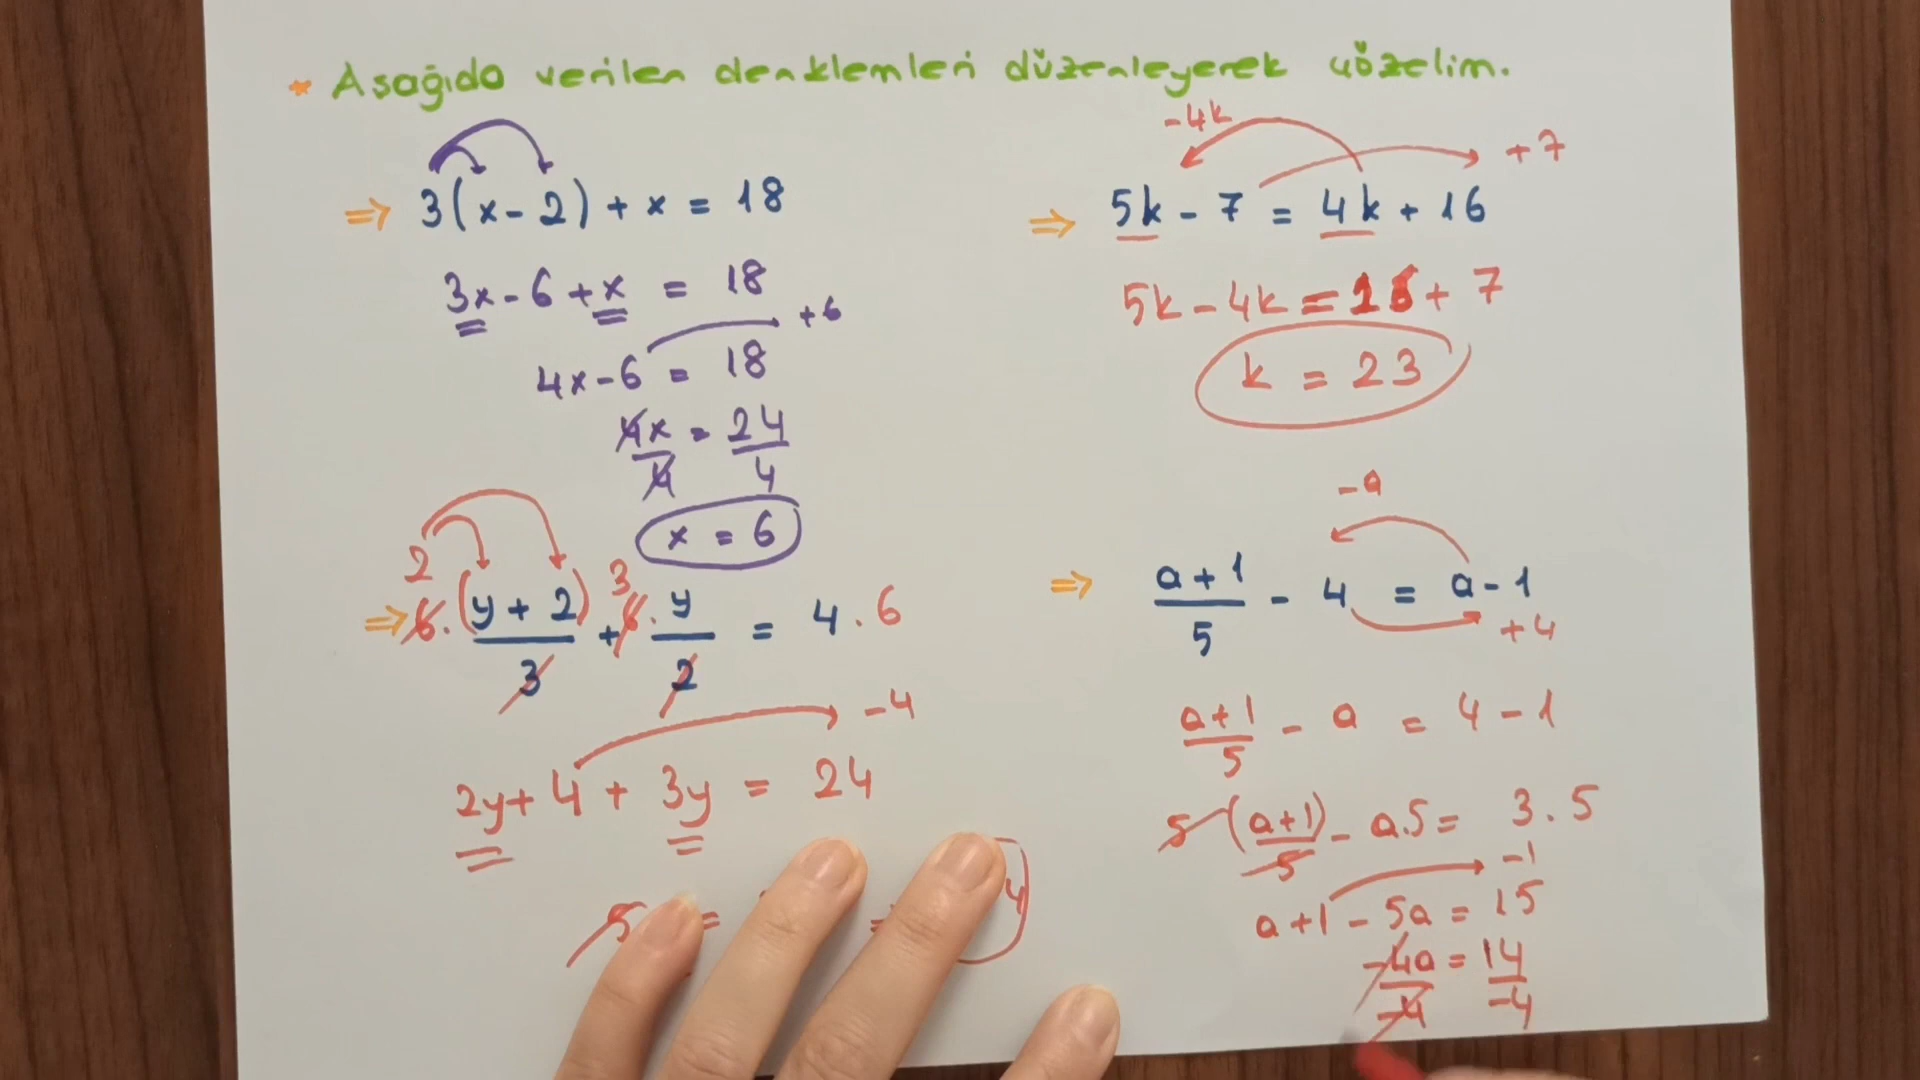 * Aşağıda verilen denklemleri düzenleyerek çözelim.
⇒ 3(x-2) + x = 18
3x - 6 + x = 18
+6
4x - 6 = 18
4x/4 = 24/4
x = 6
2 3
⇒ 6. (y+2)/3 + 6. y/2 = 4 . 6
-4
2y + 4 + 3y = 24
5 =
-4k
+7
⇒ 5k - 7 = 4k + 16
5k - 4k = 16 + 7
k = 23
-a
⇒ a+1/5 - 4 = a-1
+4
a+1/5 - a = 4 - 1
5 (a+1)/5 - a.5 = 3.5
-1
a+1 - 5a = 15
-4a/-4 = 14/-4